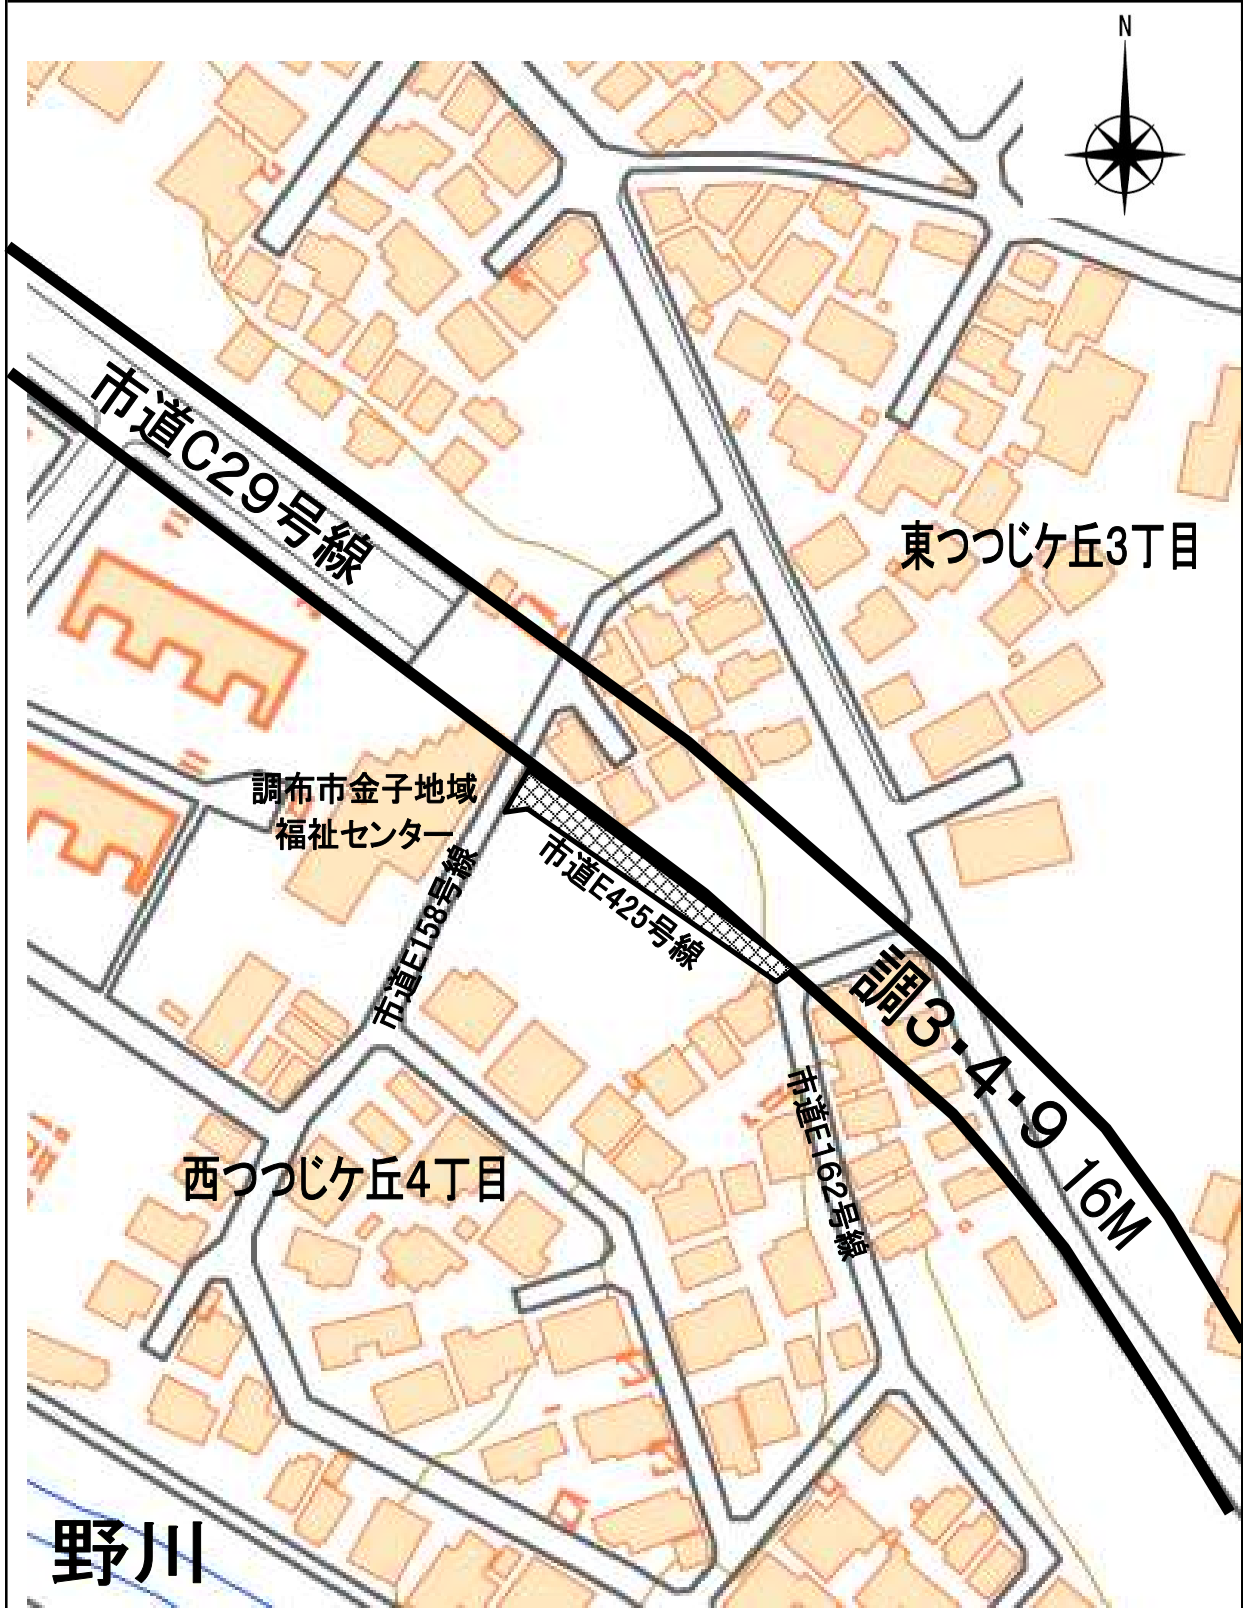 N
市道C29号線
東つつじケ丘3丁目
調布市金子地域
福祉センター
市道E158号線
市道E425号線
調3・4・9 16M
市道E162号線
西つつじケ丘4丁目
野川